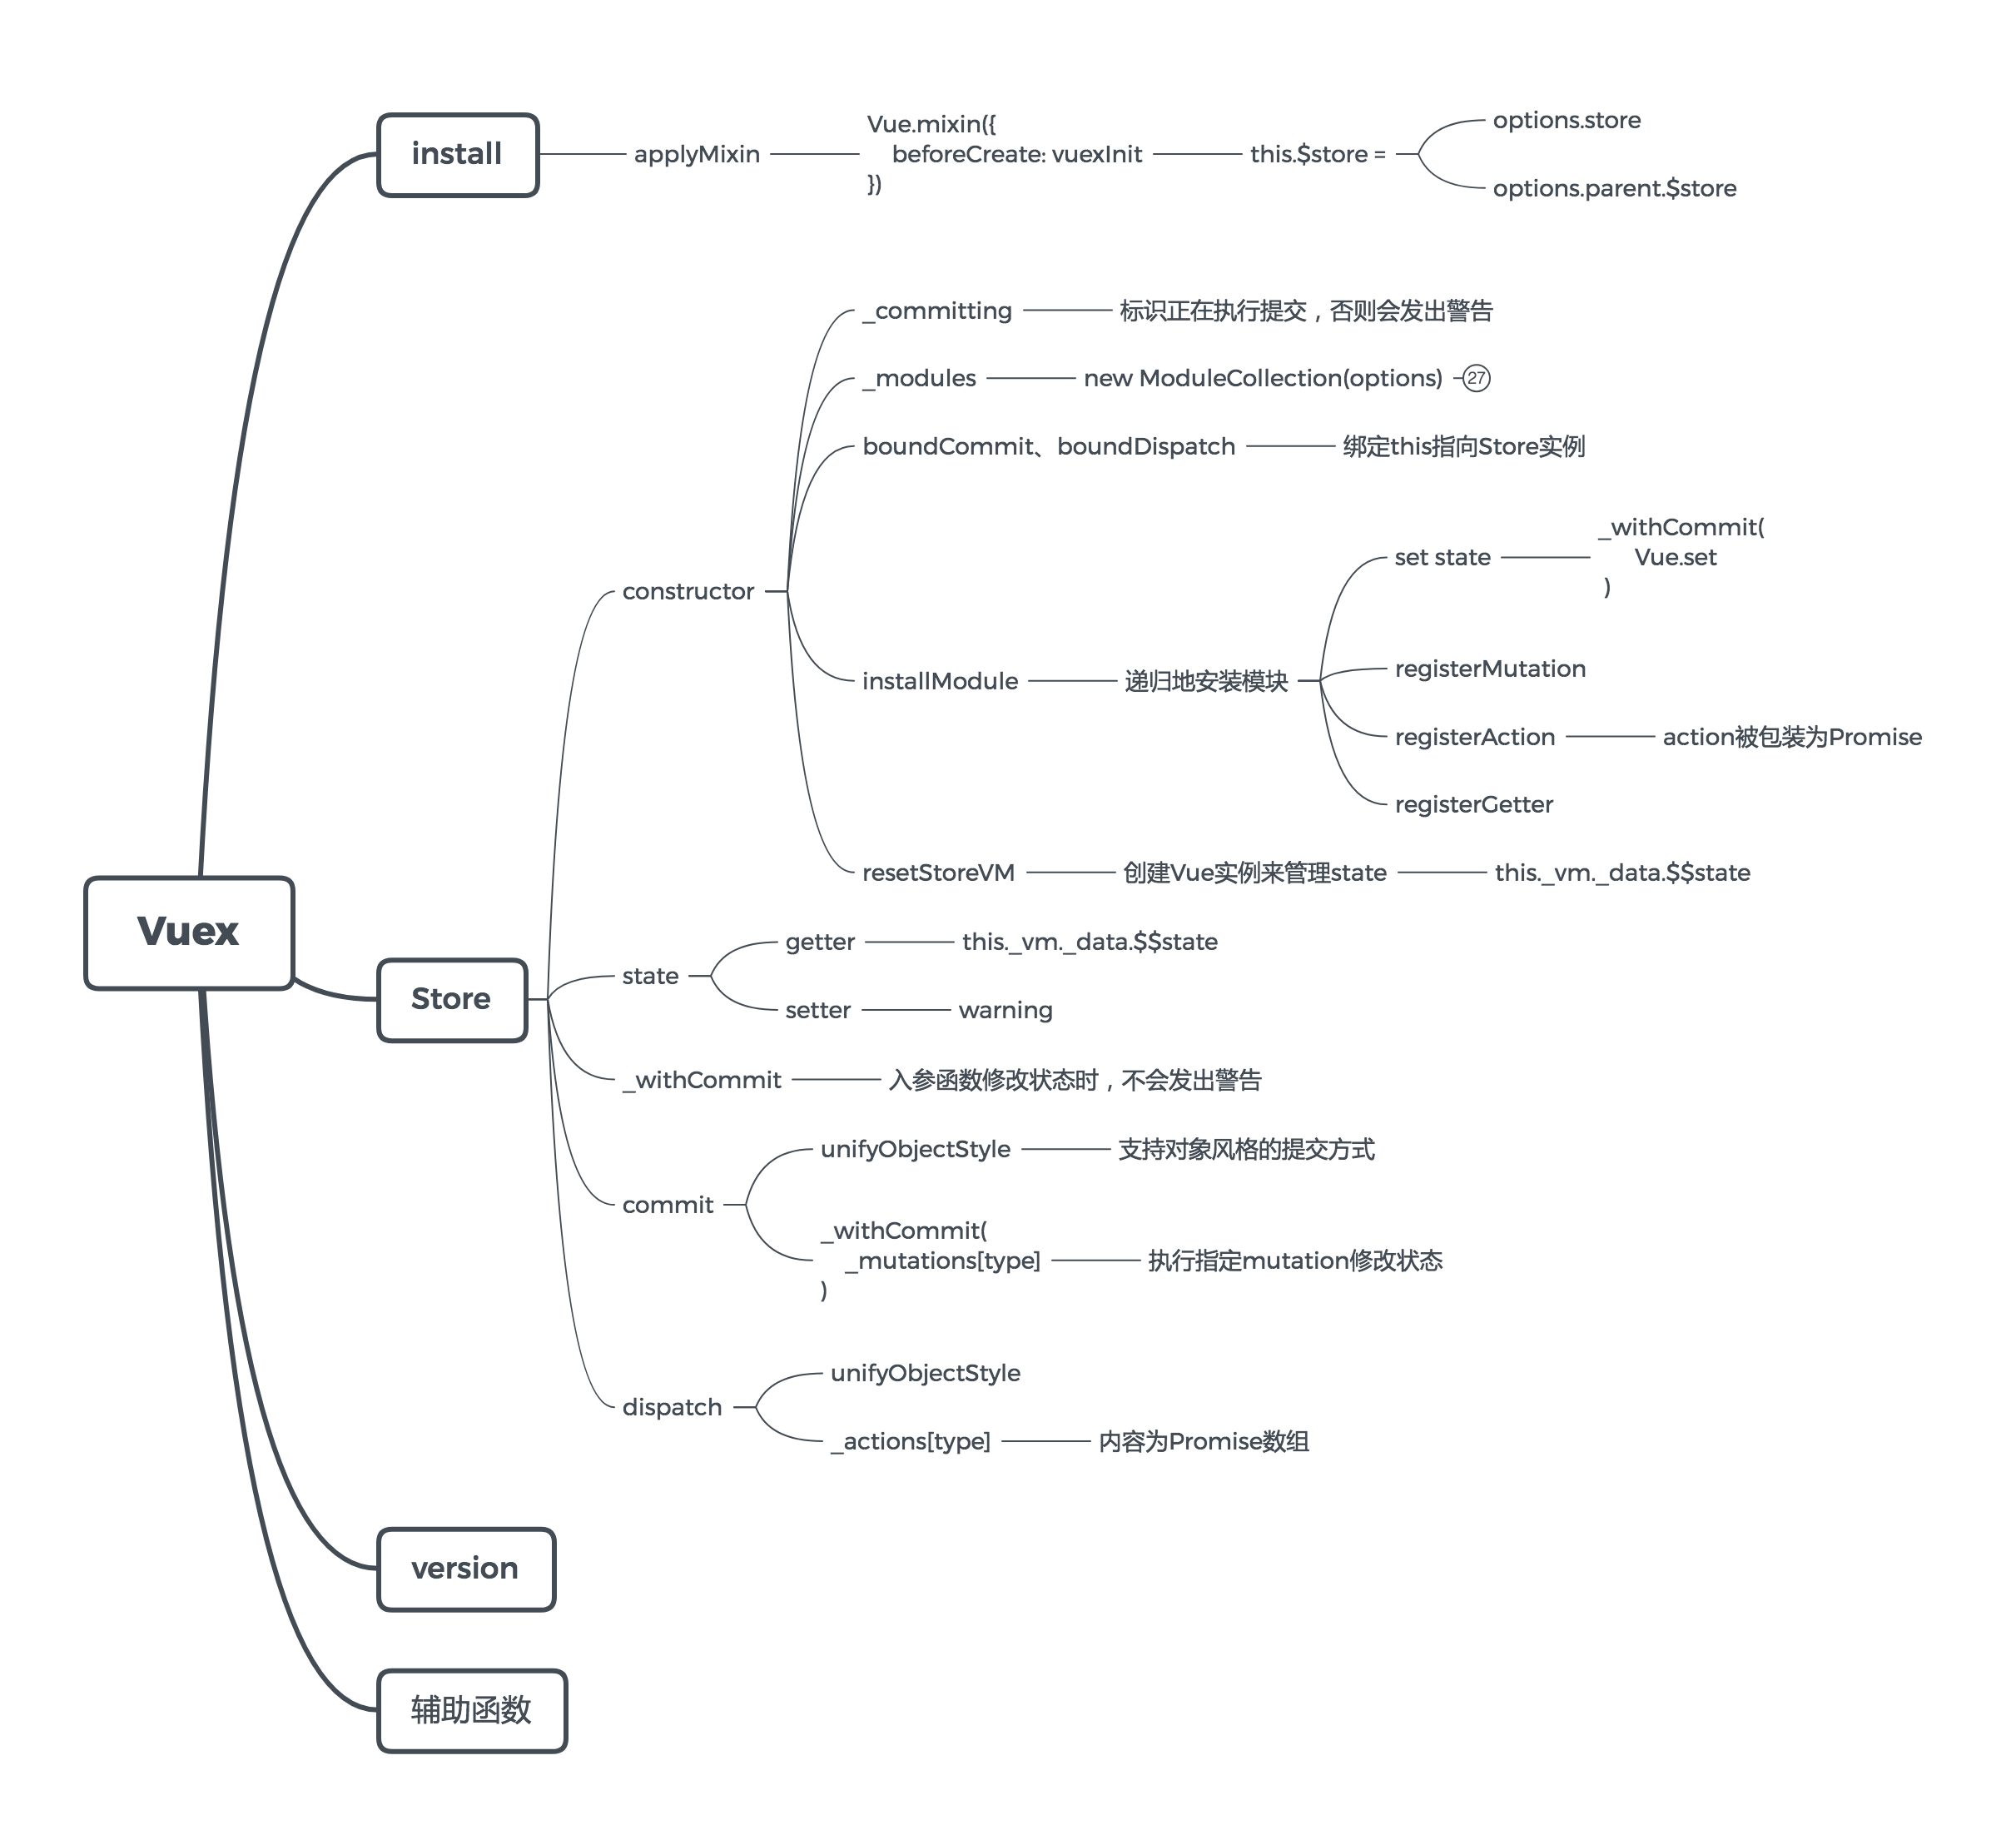 Vuex
install
applyMixin
Vue.mixin({
beforeCreate: vuexInit
})
this.$store =
options.store
options.parent.$store
Store
constructor
_committing
标识正在执行提交，否则会发出警告
_modules
new ModuleCollection(options)
27
boundCommit、boundDispatch
绑定this指向Store实例
installModule
递归地安装模块
set state
_withCommit(
Vue.set
)
registerMutation
registerAction
action被包装为Promise
registerGetter
resetStoreVM
创建Vue实例来管理state
this._vm._data.$$state
state
getter
this._vm._data.$$state
setter
warning
_withCommit
入参函数修改状态时，不会发出警告
commit
unifyObjectStyle
支持对象风格的提交方式
_withCommit(
_mutations[type]
)
执行指定mutation修改状态
dispatch
unifyObjectStyle
_actions[type]
内容为Promise数组
version
辅助函数